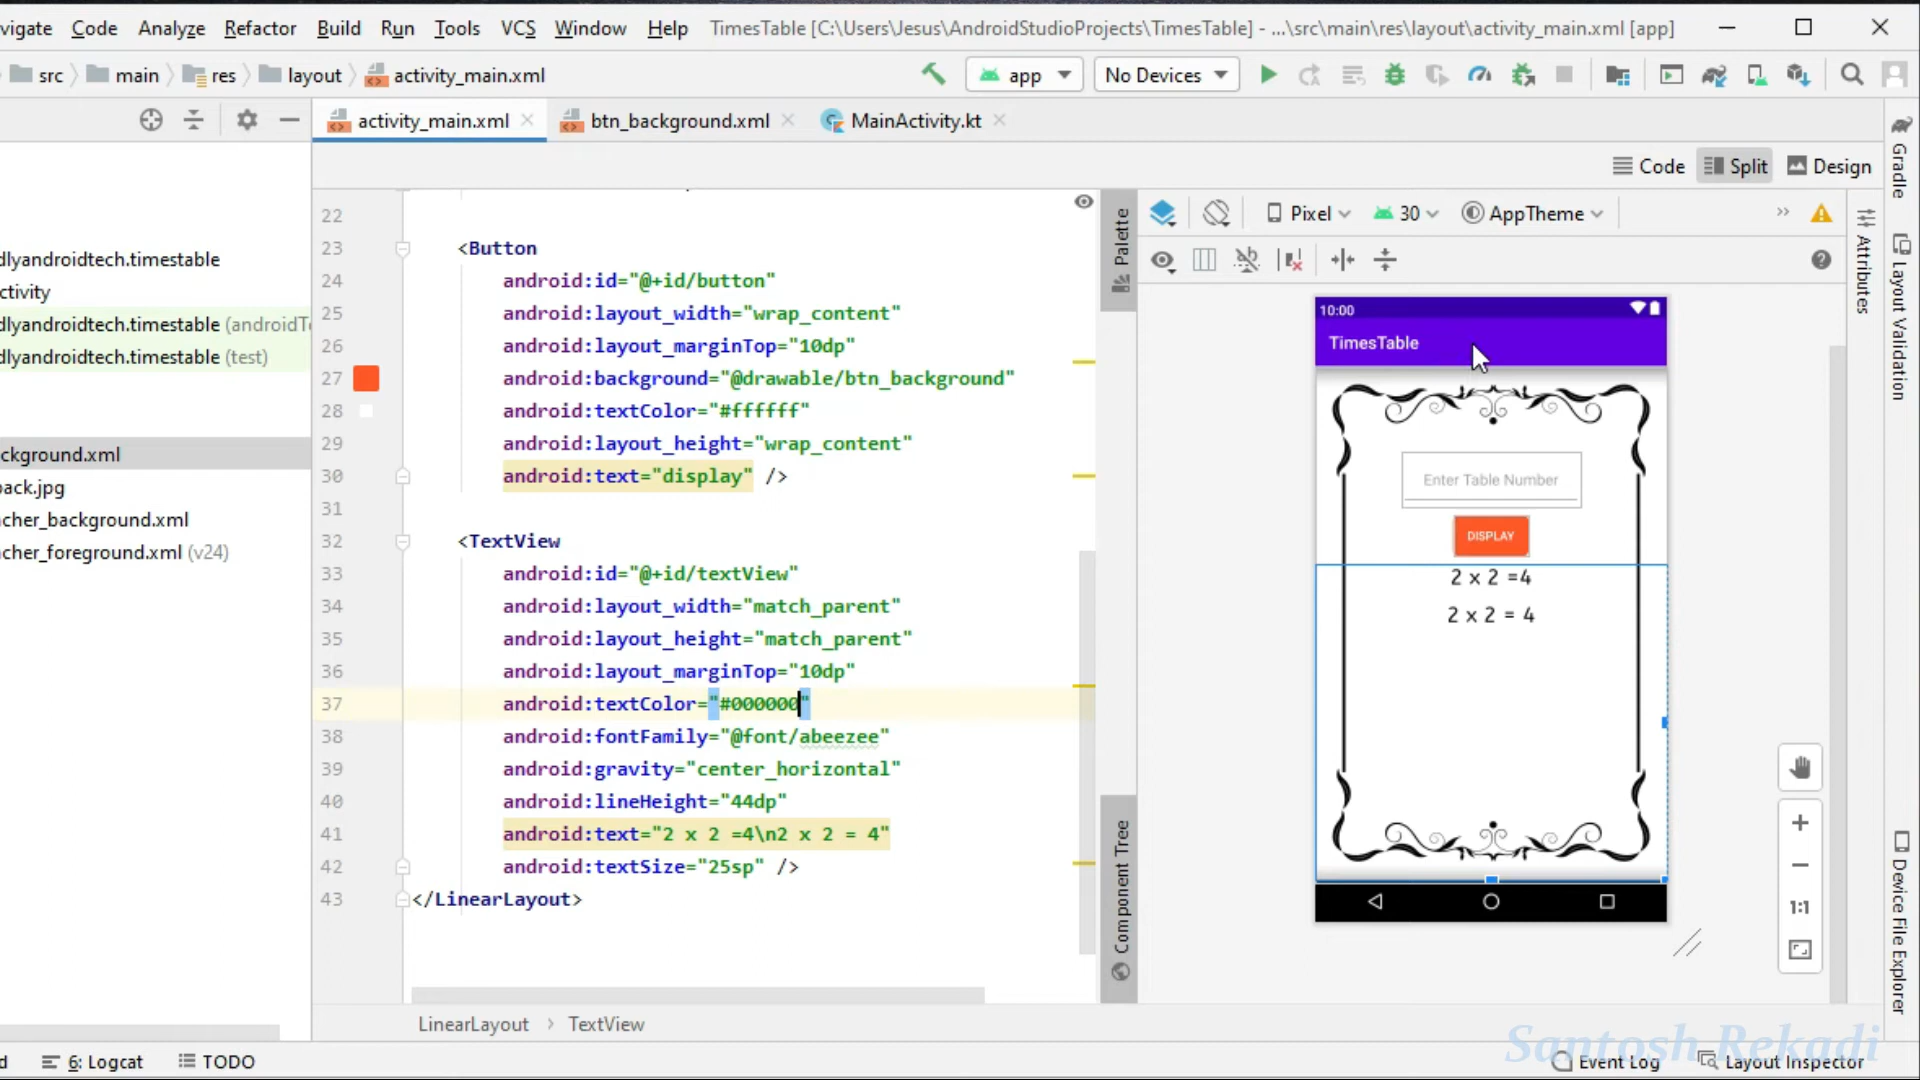 vigate Code Analyze Refactor Build Run Tools VCS Window Help TimesTable [C:\Users\Jesus\AndroidStudioProjects\TimesTable] - ...\src\main\res\layout\activity_main.xml [app]
src main res layout activity_main.xml app No Devices
activity_main.xml btn_background.xml MainActivity.kt
Code Split Design
Pixel 30 AppTheme
Palette
Component Tree
Attributes
Gradle
Layout Validation
Device File Explorer
dlyandroidtech.timestable
ctivity
dlyandroidtech.timestable (androidT
dlyandroidtech.timestable (test)
ckground.xml
ack.jpg
cher_background.xml
cher_foreground.xml (v24)
22
23 <Button
24 android:id="@+id/button"
25 android:layout_width="wrap_content"
26 android:layout_marginTop="10dp"
27 android:background="@drawable/btn_background"
28 android:textColor="#ffffff"
29 android:layout_height="wrap_content"
30 android:text="display" />
31
32 <TextView
33 android:id="@+id/textView"
34 android:layout_width="match_parent"
35 android:layout_height="match_parent"
36 android:layout_marginTop="10dp"
37 android:textColor="#000000"
38 android:fontFamily="@font/abeezee"
39 android:gravity="center_horizontal"
40 android:lineHeight="44dp"
41 android:text="2 x 2 =4\n2 x 2 = 4"
42 android:textSize="25sp" />
43 </LinearLayout>
10:00
TimesTable
Enter Table Number
DISPLAY
2 x 2 =4
2 x 2 = 4
1:1
LinearLayout > TextView
Santosh Rekadi
d 6: Logcat TODO Event Log Layout Inspector